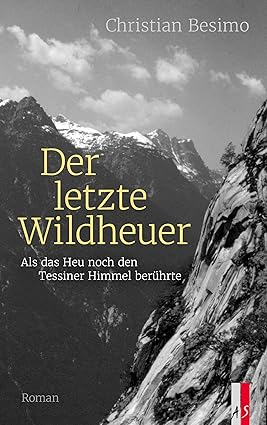 Christian Besimo
Der
letzte
Wildheuer
Als das Heu noch den
Tessiner Himmel berührte
Roman
AS